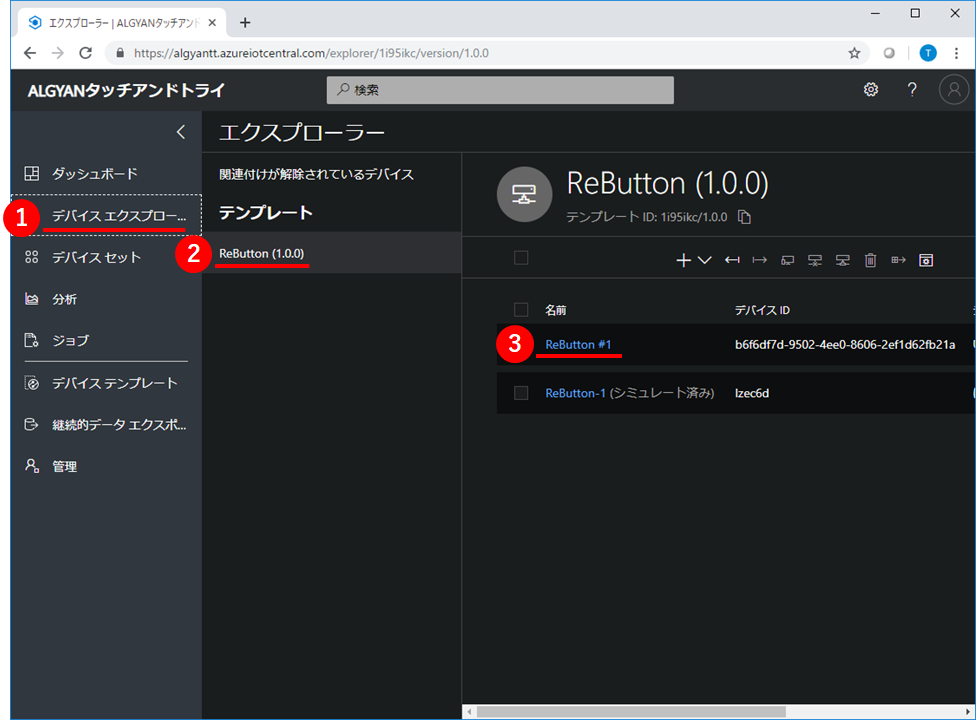 エクスプローラー | ALGYANタッチアンド
https://algyantt.azureiotcentral.com/explorer/1i95ikc/version/1.0.0
T
ALGYANタッチアンドトライ
検索
?
エクスプローラー
ダッシュボード
1
デバイス エクスプロー...
デバイス セット
分析
ジョブ
デバイス テンプレート
継続的データ エクスポ...
管理
関連付けが解除されているデバイス
テンプレート
2
ReButton (1.0.0)
ReButton (1.0.0)
テンプレート ID: 1i95ikc/1.0.0
名前
デバイス ID
3
ReButton #1
b6f6df7d-9502-4ee0-8606-2ef1d62fb21a
ReButton-1 (シミュレート済み)
lzec6d